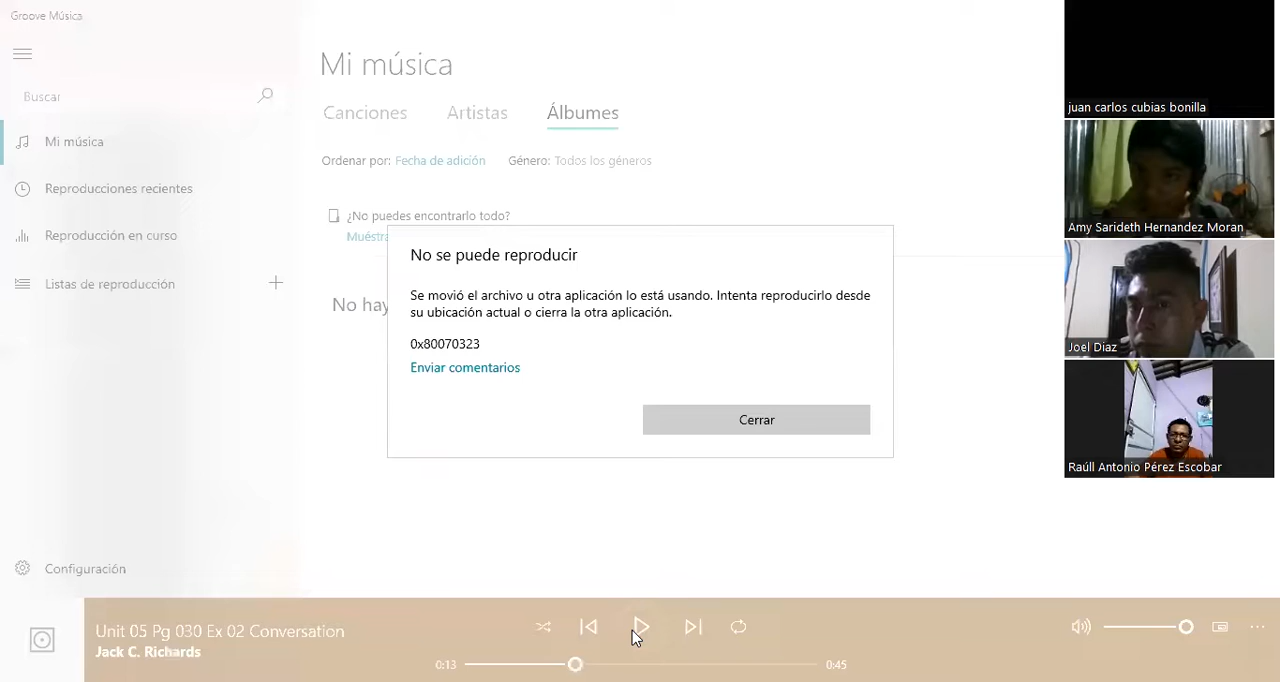 Groove Música
Buscar
Mi música
Reproducciones recientes
Reproducción en curso
Listas de reproducción
Configuración
Mi música
Canciones Artistas Álbumes
Ordenar por: Fecha de adición Género: Todos los géneros
¿No puedes encontrarlo todo?
No hay
No se puede reproducir
Se movió el archivo u otra aplicación lo está usando. Intenta reproducirlo desde
su ubicación actual o cierra la otra aplicación.
0x80070323
Enviar comentarios
Cerrar
juan carlos cubias bonilla
Amy Sarideth Hernandez Moran
Joel Diaz
Raúll Antonio Pérez Escobar
Unit 05 Pg 030 Ex 02 Conversation
Jack C. Richards
0:13
0:45